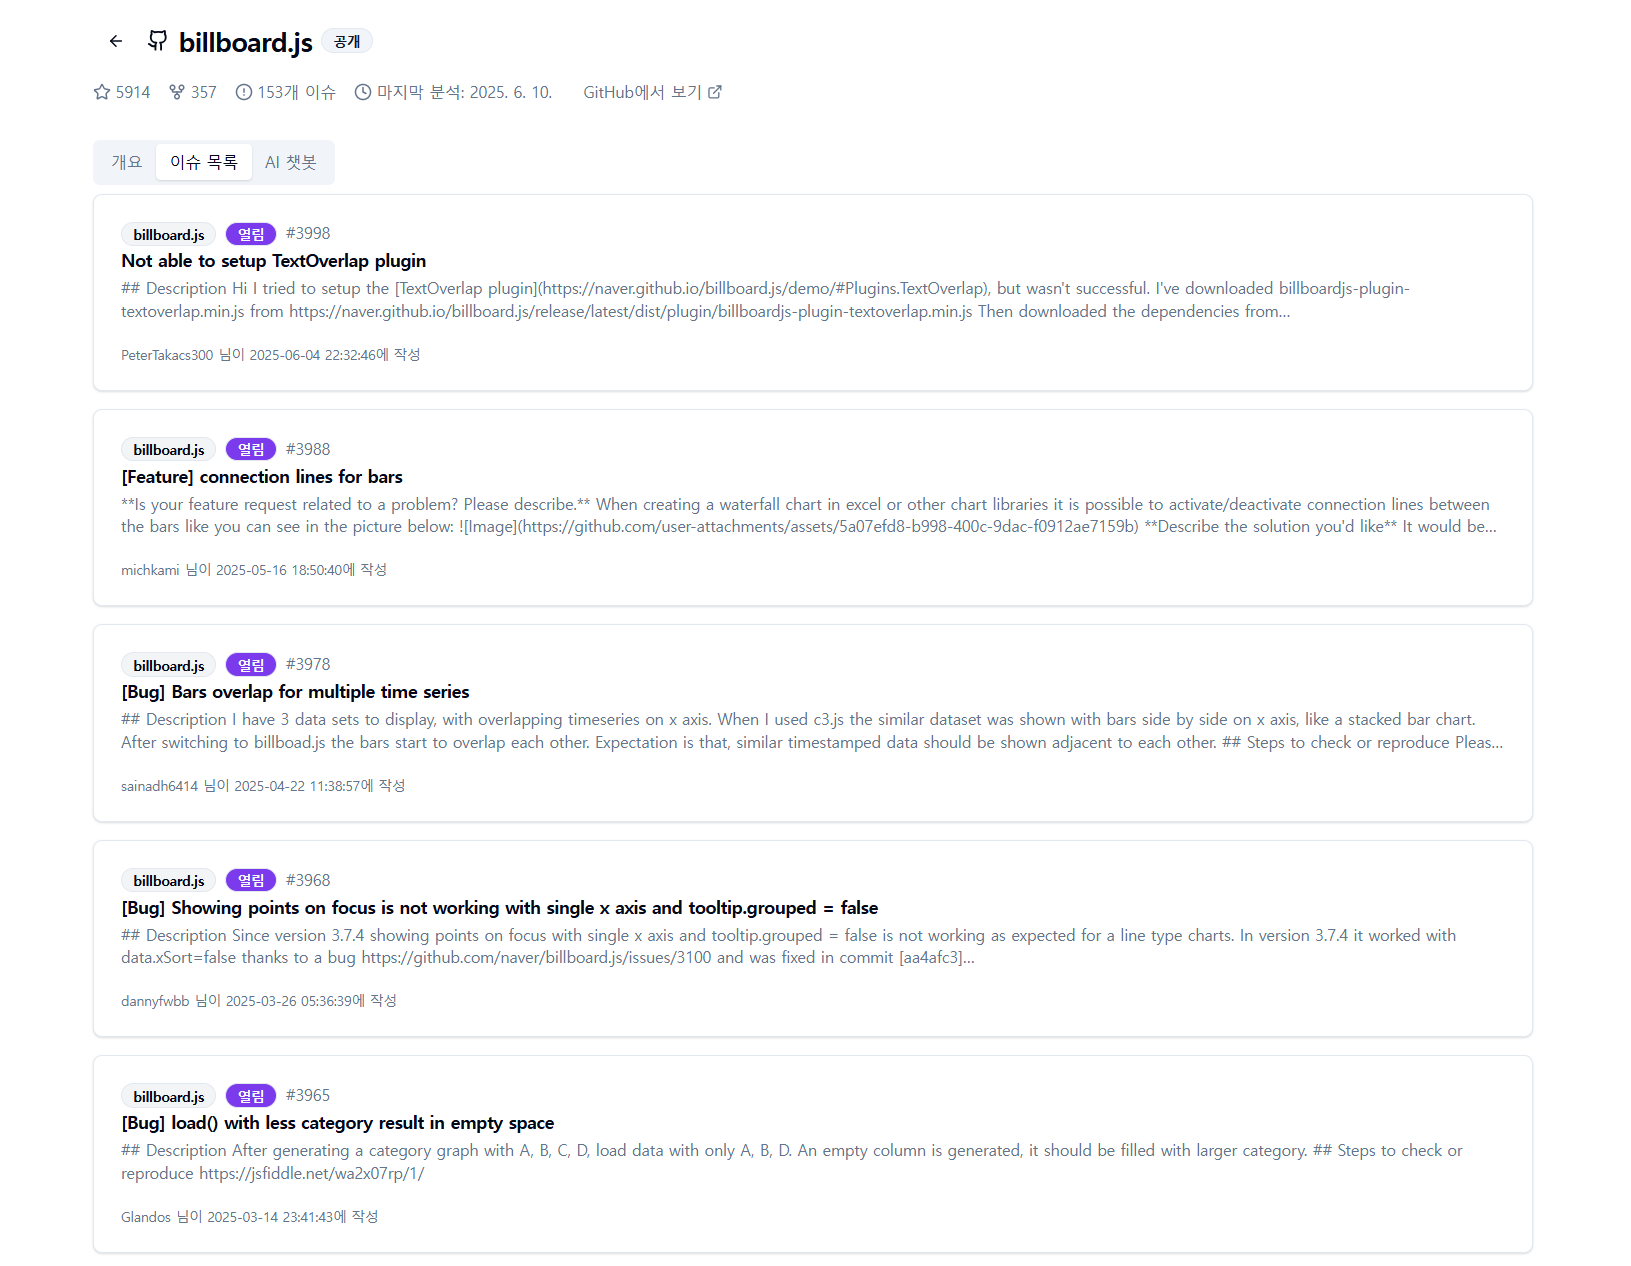 billboard.js 공개
5914 357 153개 이슈 마지막 분석: 2025. 6. 10. GitHub에서 보기
개요 이슈 목록 AI 챗봇
billboard.js 열림 #3998
Not able to setup TextOverlap plugin
## Description Hi I tried to setup the [TextOverlap plugin](https://naver.github.io/billboard.js/demo/#Plugins.TextOverlap), but wasn't successful. I've downloaded billboardjs-plugin-
textoverlap.min.js from https://naver.github.io/billboard.js/release/latest/dist/plugin/billboardjs-plugin-textoverlap.min.js Then downloaded the dependencies from...
PeterTakacs300 님이 2025-06-04 22:32:46에 작성
billboard.js 열림 #3988
[Feature] connection lines for bars
**Is your feature request related to a problem? Please describe.** When creating a waterfall chart in excel or other chart libraries it is possible to activate/deactivate connection lines between
the bars like you can see in the picture below: ![Image](https://github.com/user-attachments/assets/5a07efd8-b998-400c-9dac-f0912ae7159b) **Describe the solution you'd like** It would be...
michkami 님이 2025-05-16 18:50:40에 작성
billboard.js 열림 #3978
[Bug] Bars overlap for multiple time series
## Description I have 3 data sets to display, with overlapping timeseries on x axis. When I used c3.js the similar dataset was shown with bars side by side on x axis, like a stacked bar chart.
After switching to billboad.js the bars start to overlap each other. Expectation is that, similar timestamped data should be shown adjacent to each other. ## Steps to check or reproduce Pleas...
sainadh6414 님이 2025-04-22 11:38:57에 작성
billboard.js 열림 #3968
[Bug] Showing points on focus is not working with single x axis and tooltip.grouped = false
## Description Since version 3.7.4 showing points on focus with single x axis and tooltip.grouped = false is not working as expected for a line type charts. In version 3.7.4 it worked with
data.xSort=false thanks to a bug https://github.com/naver/billboard.js/issues/3100 and was fixed in commit [aa4afc3]...
dannyfwbb 님이 2025-03-26 05:36:39에 작성
billboard.js 열림 #3965
[Bug] load() with less category result in empty space
## Description After generating a category graph with A, B, C, D, load data with only A, B, D. An empty column is generated, it should be filled with larger category. ## Steps to check or
reproduce https://jsfiddle.net/wa2x07rp/1/
Glandos 님이 2025-03-14 23:41:43에 작성